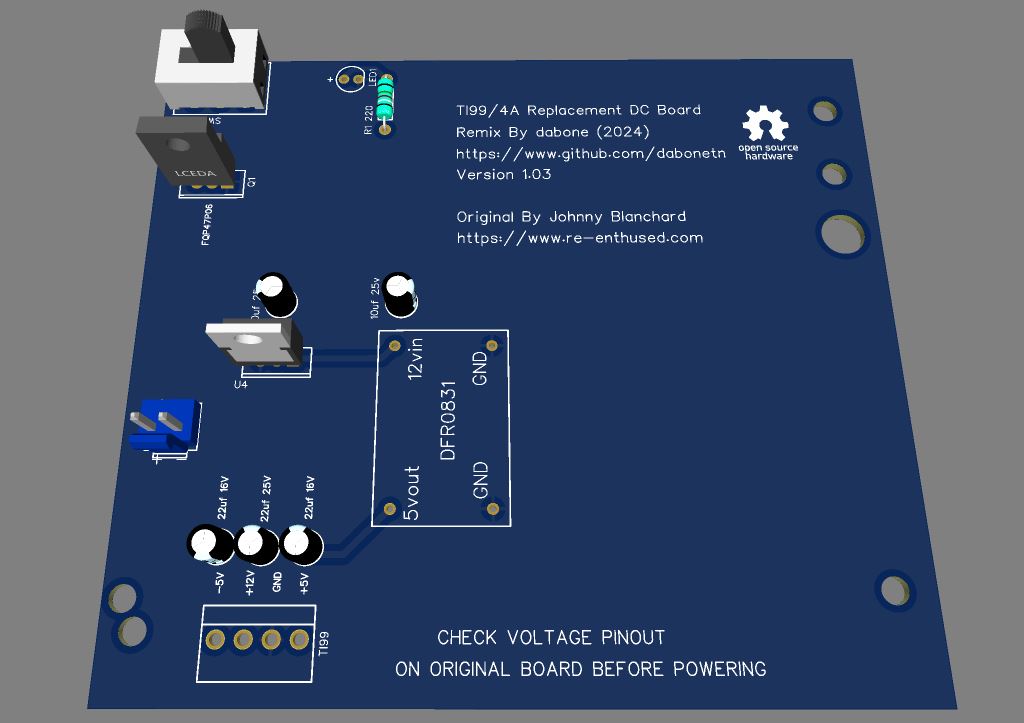 SW
LCEDA
Q1
FQP47P06
+
LED1
R1 220
TI99/4A Replacement DC Board
Remix By dabone (2024)
https://www.github.com/dabonetn
Version 1.03
open source
hardware
Original By Johnny Blanchard
https://www.re-enthused.com
10uf 25v
U4
12vin
GND
DFR0831
5vout
GND
+ -
22uf 16V
22uf 25V
22uf 16V
-5V
+12V
GND
+5V
TI99
CHECK VOLTAGE PINOUT
ON ORIGINAL BOARD BEFORE POWERING